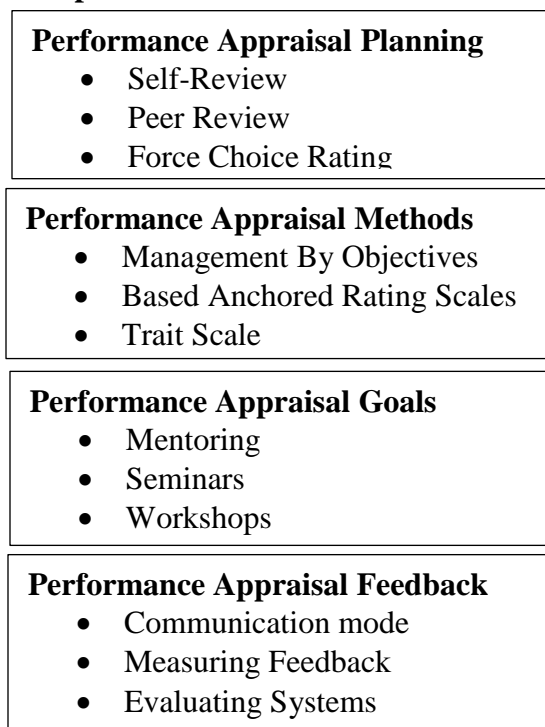 Performance Appraisal Planning
• Self-Review
• Peer Review
• Force Choice Rating
Performance Appraisal Methods
• Management By Objectives
• Based Anchored Rating Scales
• Trait Scale
Performance Appraisal Goals
• Mentoring
• Seminars
• Workshops
Performance Appraisal Feedback
• Communication mode
• Measuring Feedback
• Evaluating Systems